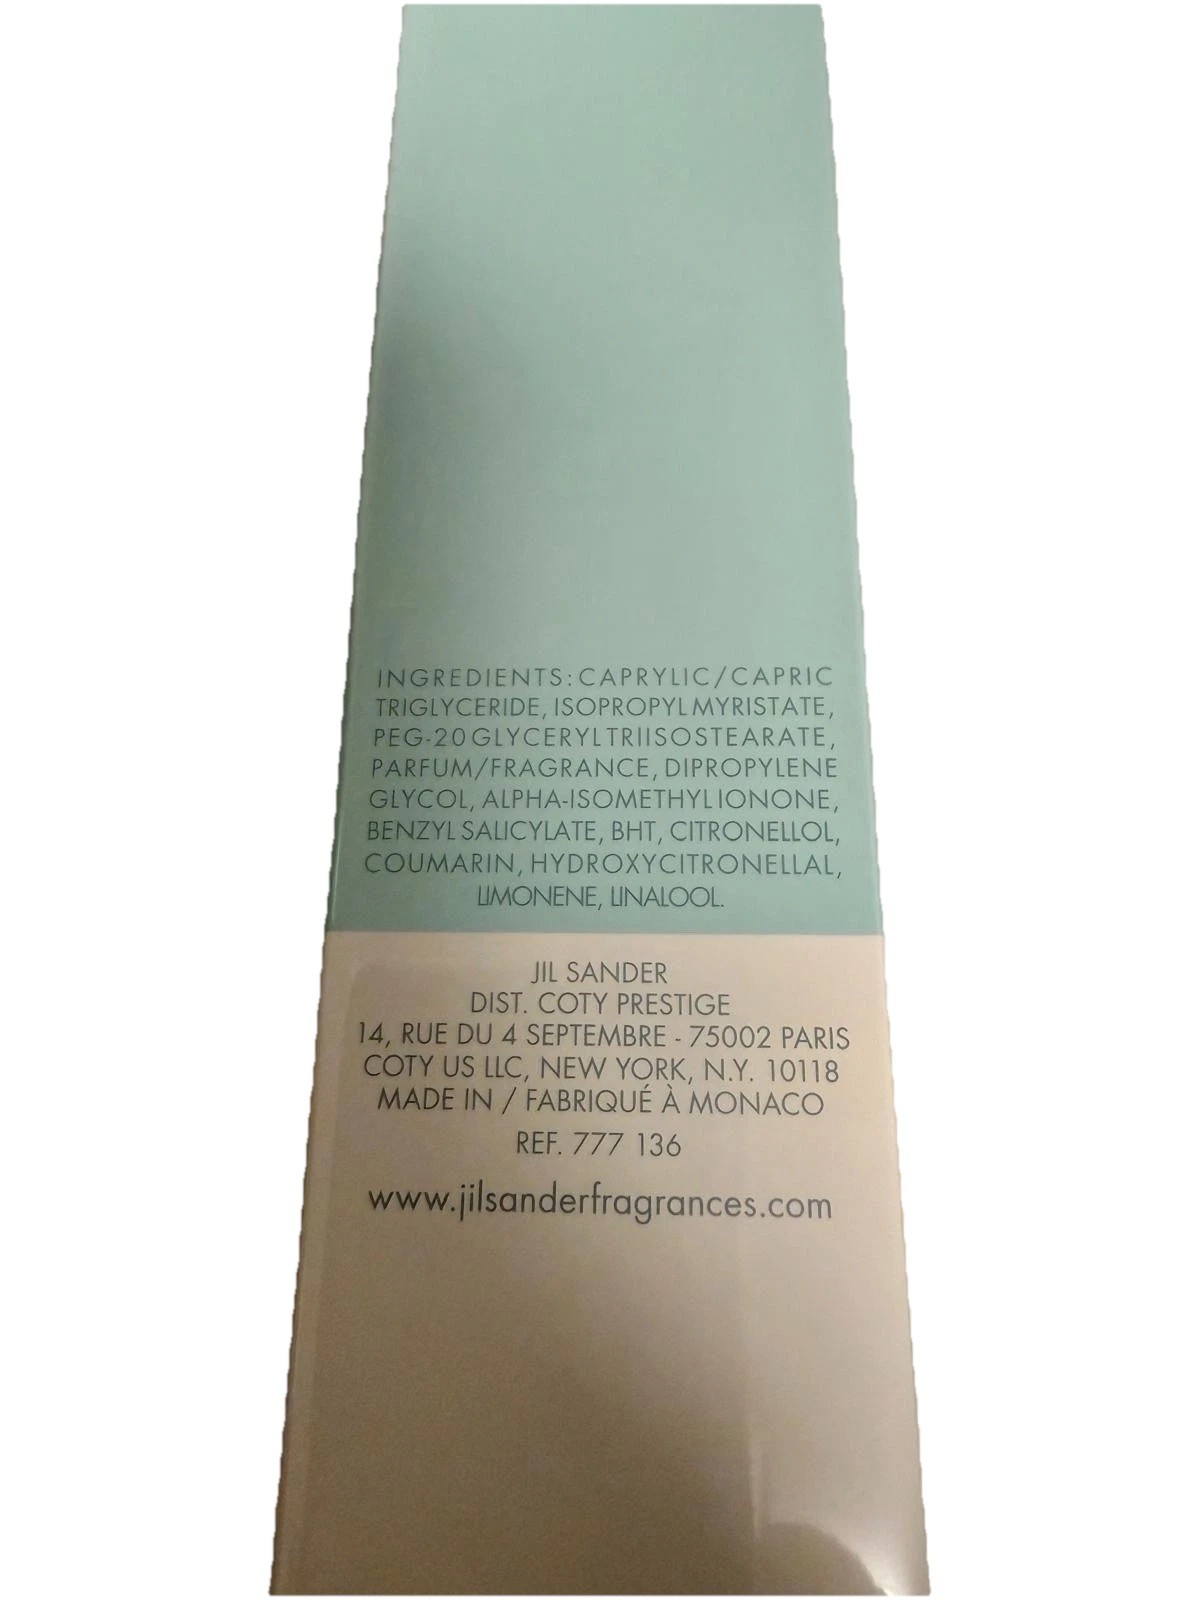 INGREDIENTS: CAPRYLIC/CAPRIC
TRIGLYCERIDE, ISOPROPYL MYRISTATE,
PEG-20 GLYCERYL TRIISOSTEARATE,
PARFUM/FRAGRANCE, DIPROPYLENE
GLYCOL, ALPHA-ISOMETHYL IONONE,
BENZYL SALICYLATE, BHT, CITRONELLOL,
COUMARIN, HYDROXYCITRONELLAL,
LIMONENE, LINALOOL.
JIL SANDER
DIST. COTY PRESTIGE
14, RUE DU 4 SEPTEMBRE - 75002 PARIS
COTY US LLC, NEW YORK, N.Y. 10118
MADE IN / FABRIQUÉ À MONACO
REF. 777 136
www.jilsanderfragrances.com